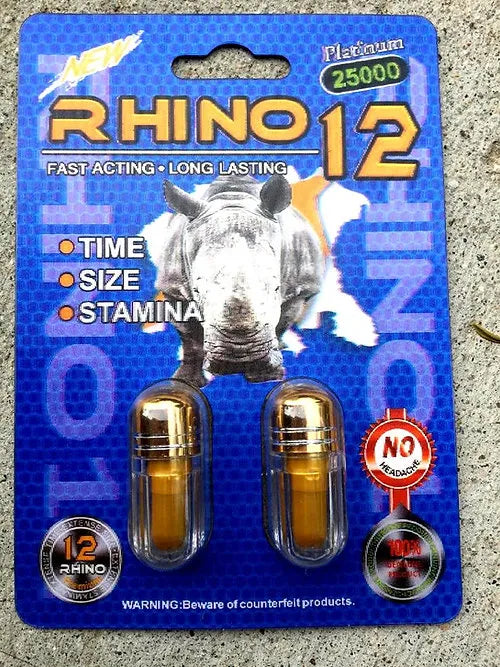 NEW
Platinum
25000
RHINO 12
FAST ACTING • LONG LASTING
• TIME
• SIZE
• STAMINA
NO
HEADACHE
12
RHINO
100%
WARNING:Beware of counterfeit products.